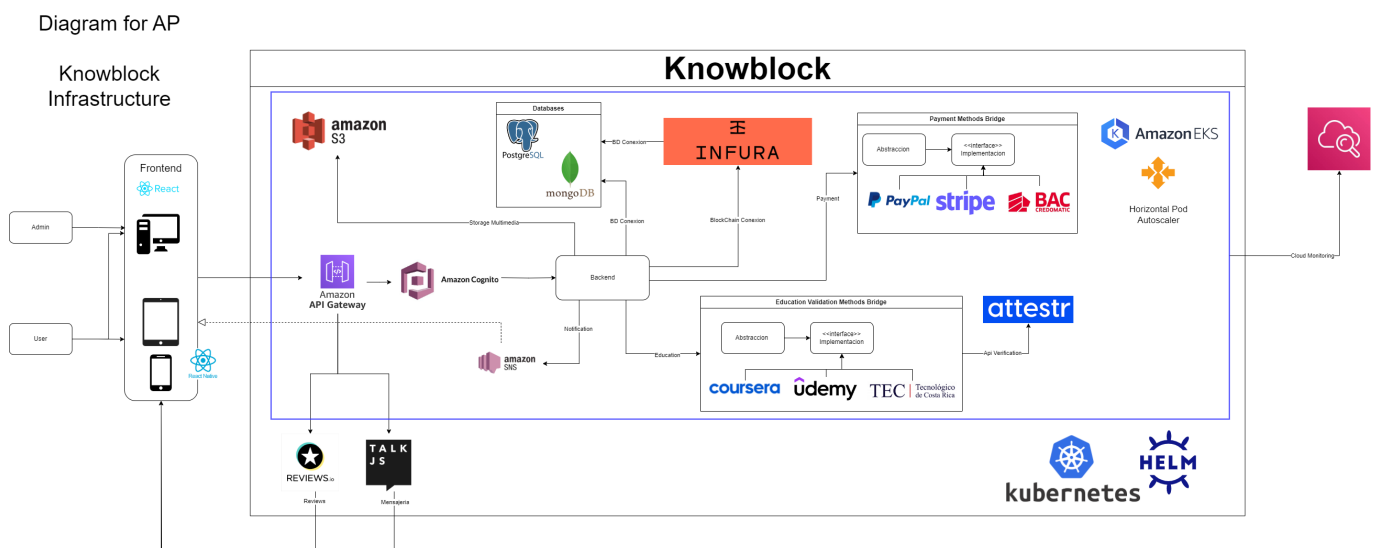 Diagram for AP
Knowblock
Infrastructure
Knowblock
Frontend
React
Admin
User
React Native
amazon
S3
Databases
PostgreSQL
mongoDB
BD Conexion
INFURA
Payment Methods Bridge
Abstraccion
<<interface>>
Implementacion
PayPal
stripe
BAC
CREDOMATIC
Amazon EKS
Horizontal Pod
Autoscaler
Storage Multimedia
BD Conexion
BlockChain Conexion
Payment
Cloud Monitoring
Amazon
API Gateway
Amazon Cognito
Backend
Notification
amazon
SNS
Education
Education Validation Methods Bridge
Abstraccion
<<interface>>
Implementacion
coursera
udemy
TEC
Tecnológico
de Costa Rica
attestr
Api Verification
REVIEWS.io
Reviews
TALK
JS
Mensajeria
kubernetes
HELM